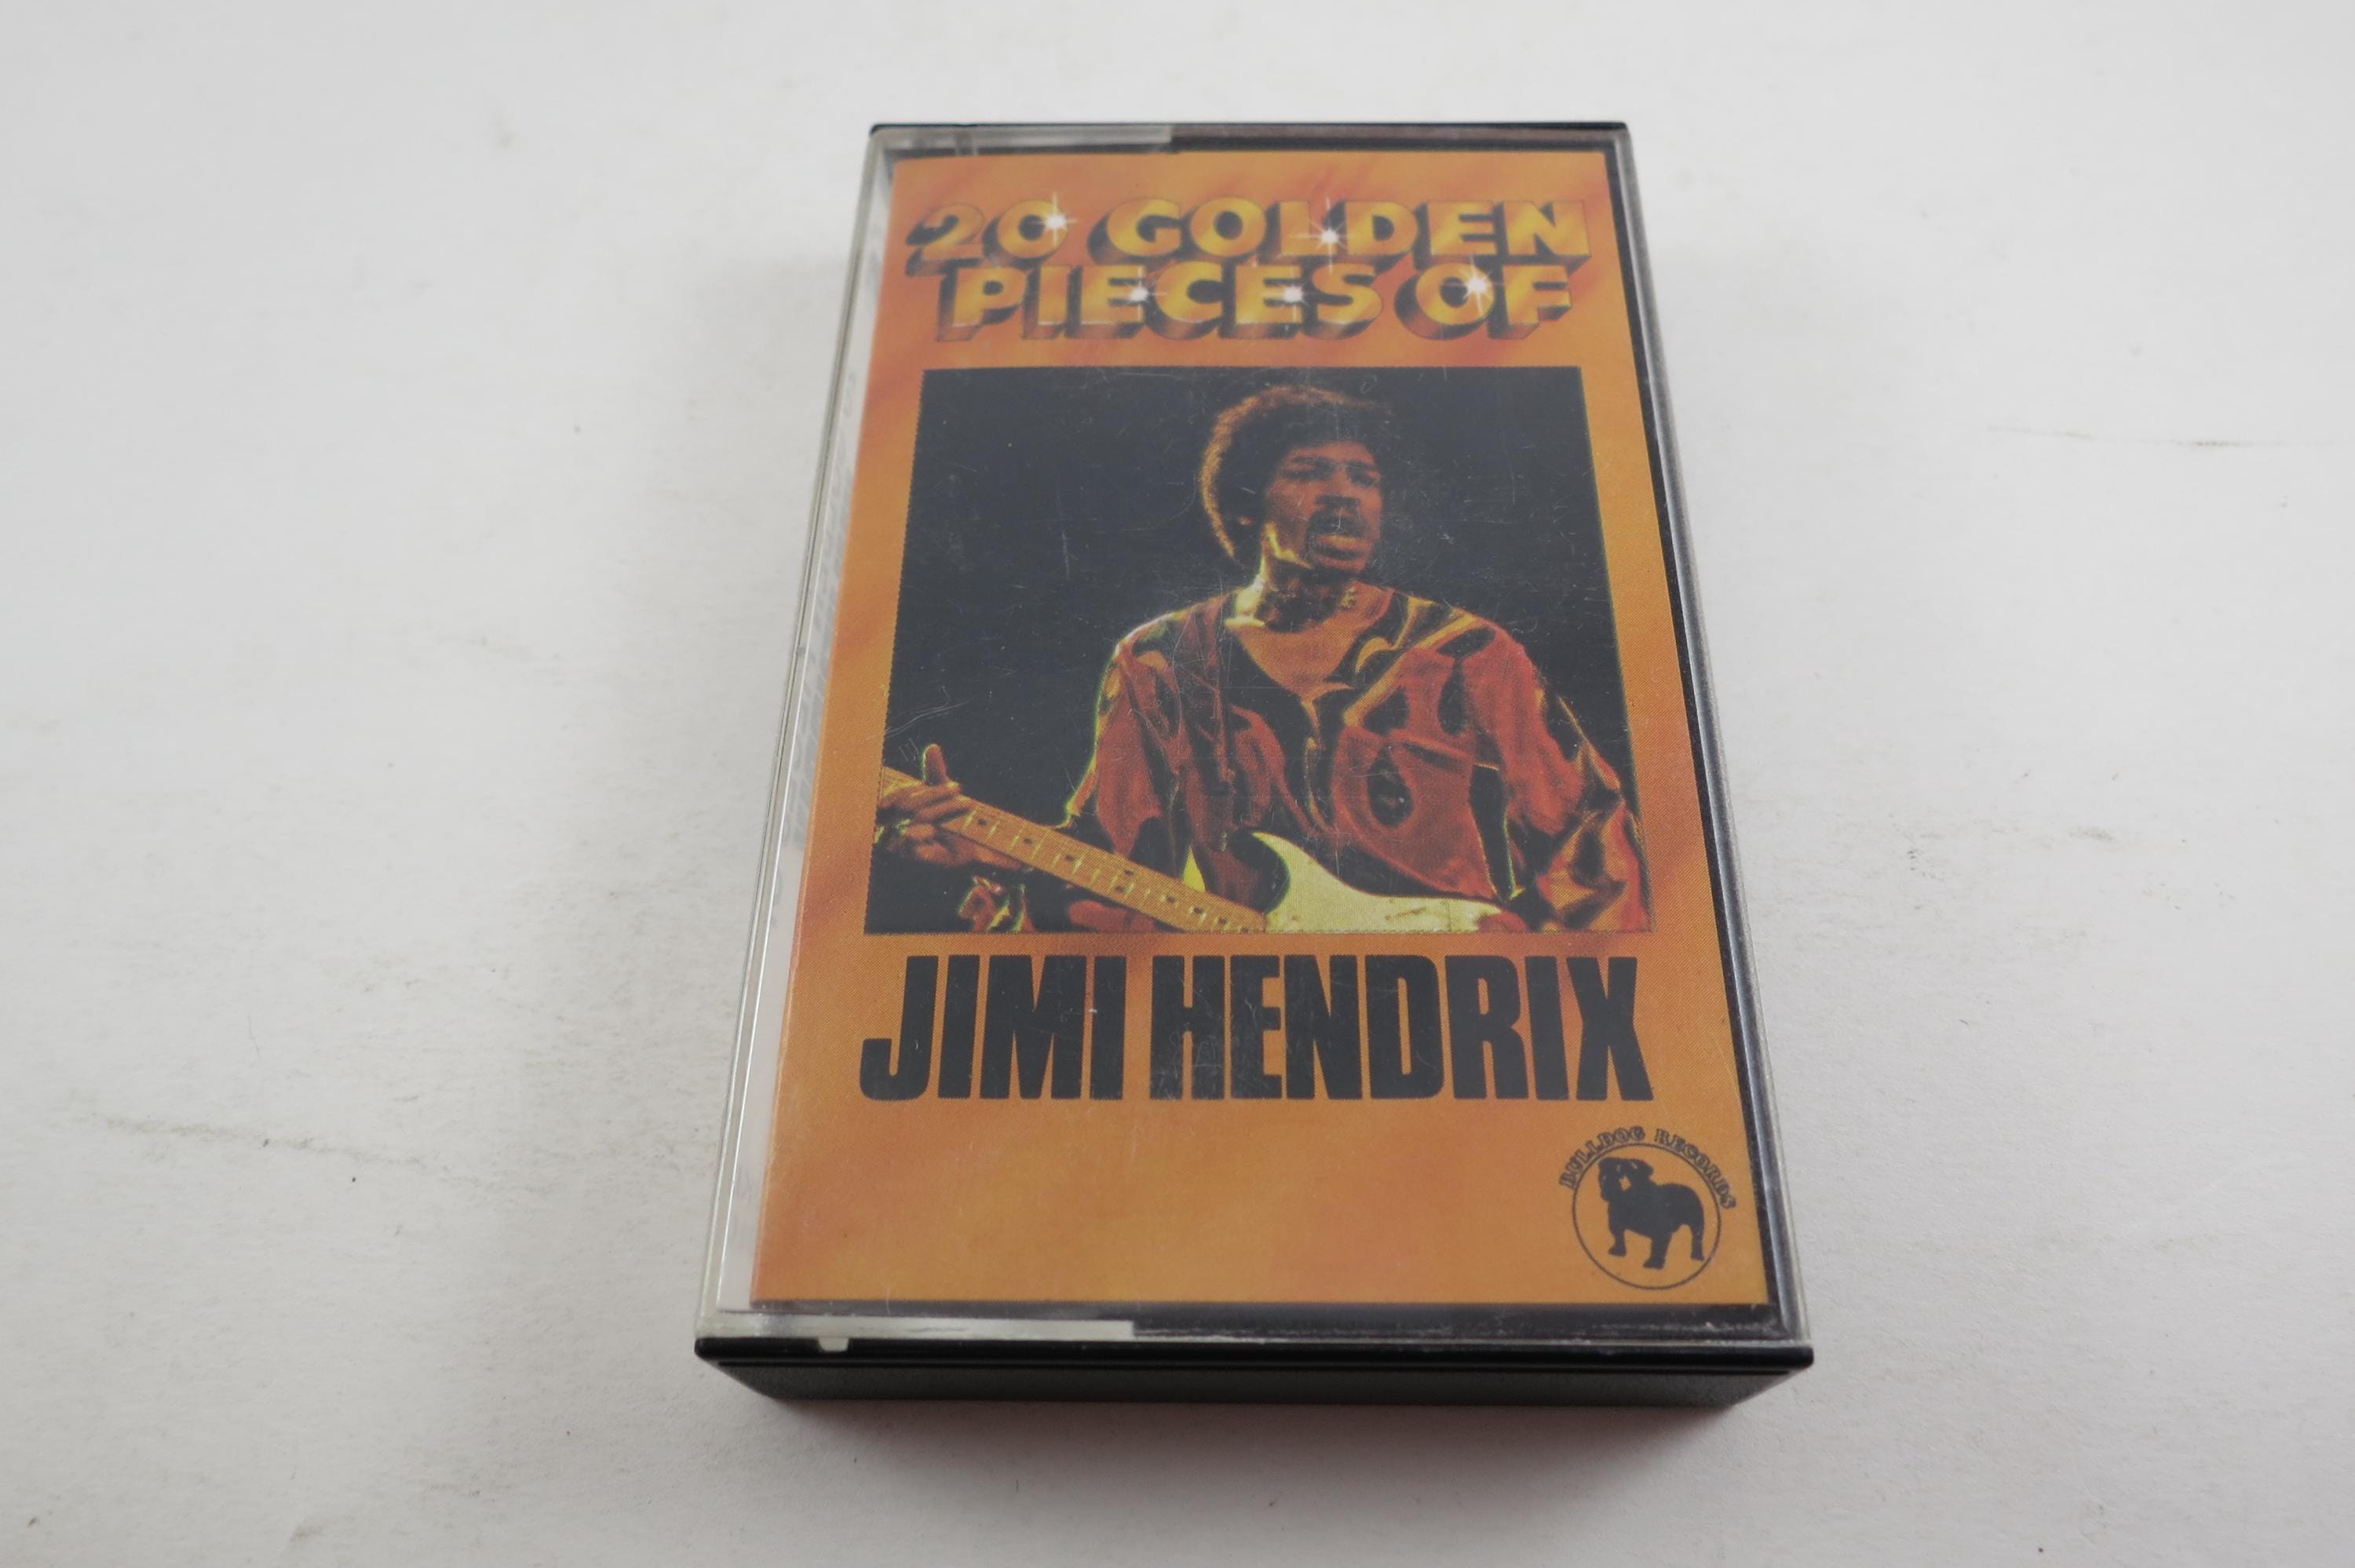 20 GOLDEN
PIECES OF
JIMI HENDRIX
BULLDOG RECORDS